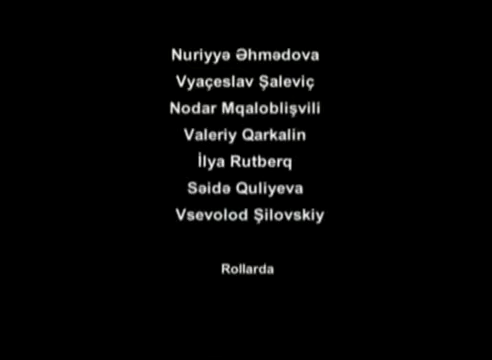 Nuriyyə Əhmədova
Vyaçeslav Şaleviç
Nodar Mqaloblişvili
Valeriy Qarkalin
İlya Rutberq
Səidə Quliyeva
Vsevolod Şilovskiy
Rollarda